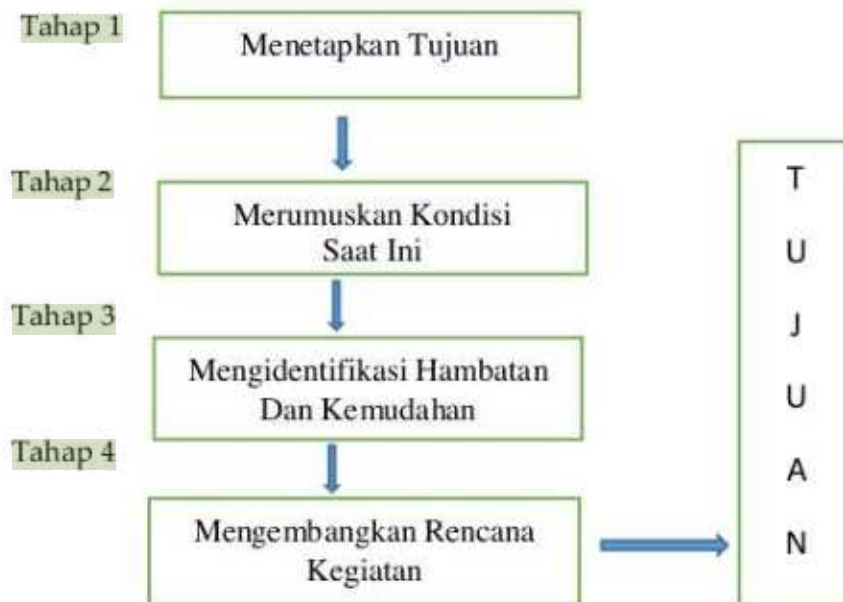 Tahap 1
Menetapkan Tujuan
Tahap 2
Merumuskan Kondisi
Saat Ini
Tahap 3
Mengidentifikasi Hambatan
Dan Kemudahan
Tahap 4
Mengembangkan Rencana
Kegiatan
T
U
J
U
A
N